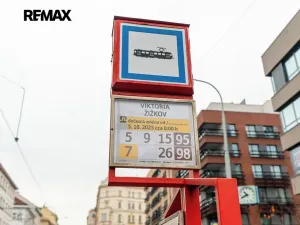 RE/MAX
VIKTORIA
ŽIŽKOV
5 9 15 95
7 26 98